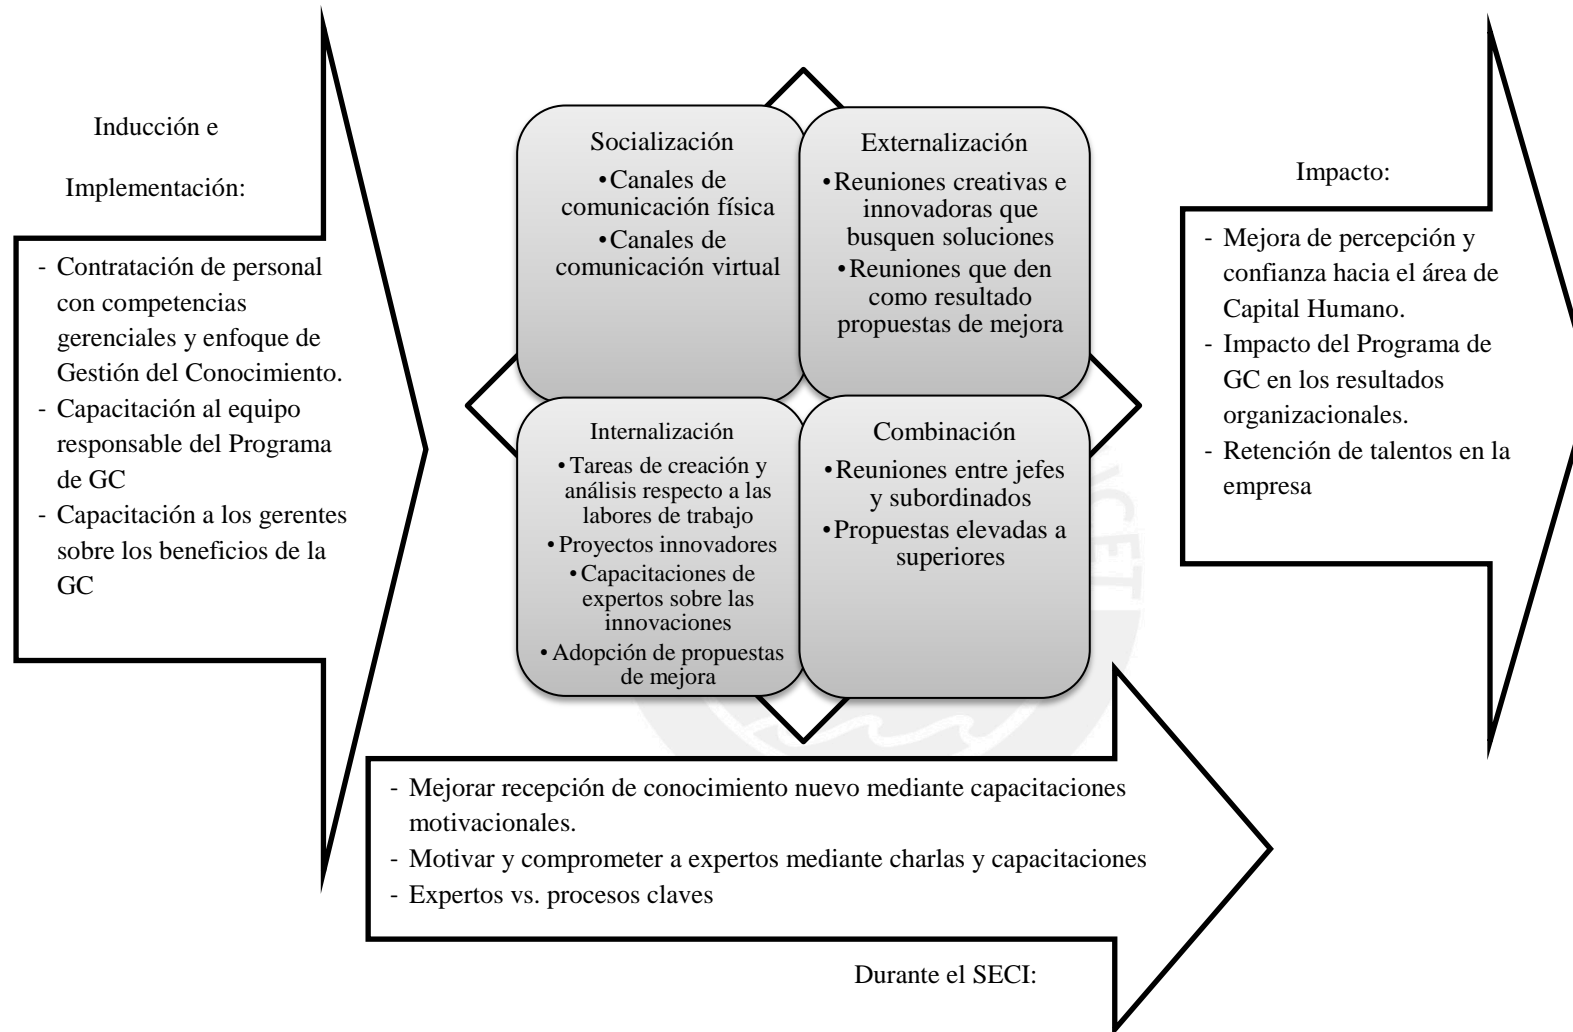 Inducción e
Implementación:
- Contratación de personal
con competencias
gerenciales y enfoque de
Gestión del Conocimiento.
- Capacitación al equipo
responsable del Programa
de GC
- Capacitación a los gerentes
sobre los beneficios de la
GC
Socialización
•Canales de
comunicación física
•Canales de
comunicación virtual
Externalización
•Reuniones creativas e
innovadoras que
busquen soluciones
•Reuniones que den
como resultado
propuestas de mejora
Internalización
•Tareas de creación y
análisis respecto a las
labores de trabajo
•Proyectos innovadores
•Capacitaciones de
expertos sobre las
innovaciones
•Adopción de propuestas
de mejora
Combinación
•Reuniones entre jefes
y subordinados
•Propuestas elevadas a
superiores
Impacto:
- Mejora de percepción y
confianza hacia el área de
Capital Humano.
- Impacto del Programa de
GC en los resultados
organizacionales.
- Retención de talentos en la
empresa
- Mejorar recepción de conocimiento nuevo mediante capacitaciones
motivacionales.
- Motivar y comprometer a expertos mediante charlas y capacitaciones
- Expertos vs. procesos claves
Durante el SECI: